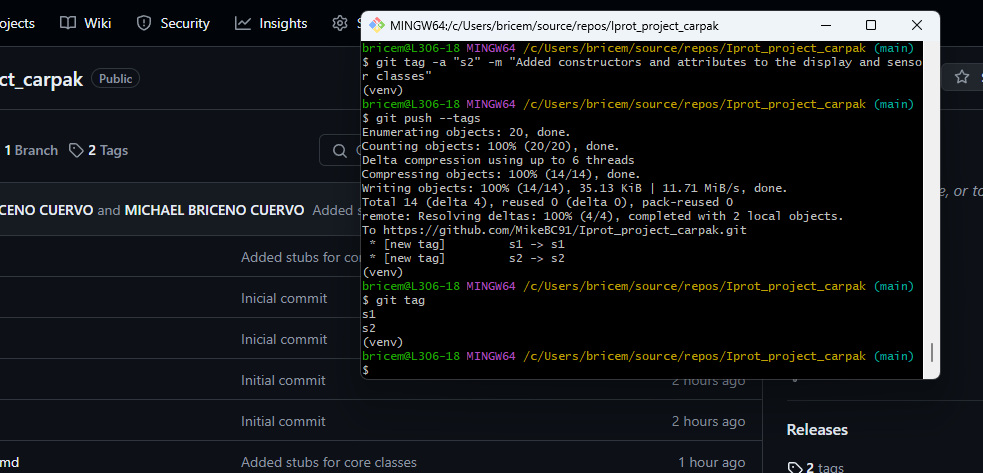 ojects Wiki Security Insights S
ct_carpak Public
1 Branch 2 Tags
CENO CUERVO and MICHAEL BRICENO CUERVO Added s
Added stubs for co
Inicial commit
Inicial commit
Initial commit 2 hours ago
Initial commit 2 hours ago
md Added stubs for core classes 1 hour ago
MINGW64:/c/Users/bricem/source/repos/Iprot_project_carpak
bricem@L306-18 MINGW64 /c/Users/bricem/source/repos/Iprot_project_carpak (main)
$ git tag -a "s2" -m "Added constructors and attributes to the display and senso
r classes"
(venv)
bricem@L306-18 MINGW64 /c/Users/bricem/source/repos/Iprot_project_carpak (main)
$ git push --tags
Enumerating objects: 20, done.
Counting objects: 100% (20/20), done.
Delta compression using up to 6 threads
Compressing objects: 100% (14/14), done.
Writing objects: 100% (14/14), 35.13 KiB | 11.71 MiB/s, done.
Total 14 (delta 4), reused 0 (delta 0), pack-reused 0
remote: Resolving deltas: 100% (4/4), completed with 2 local objects.
To https://github.com/MikeBC91/Iprot_project_carpak.git
* [new tag] s1 -> s1
* [new tag] s2 -> s2
(venv)
bricem@L306-18 MINGW64 /c/Users/bricem/source/repos/Iprot_project_carpak (main)
$ git tag
s1
s2
(venv)
bricem@L306-18 MINGW64 /c/Users/bricem/source/repos/Iprot_project_carpak (main)
$
e, or to
Releases
2 tags